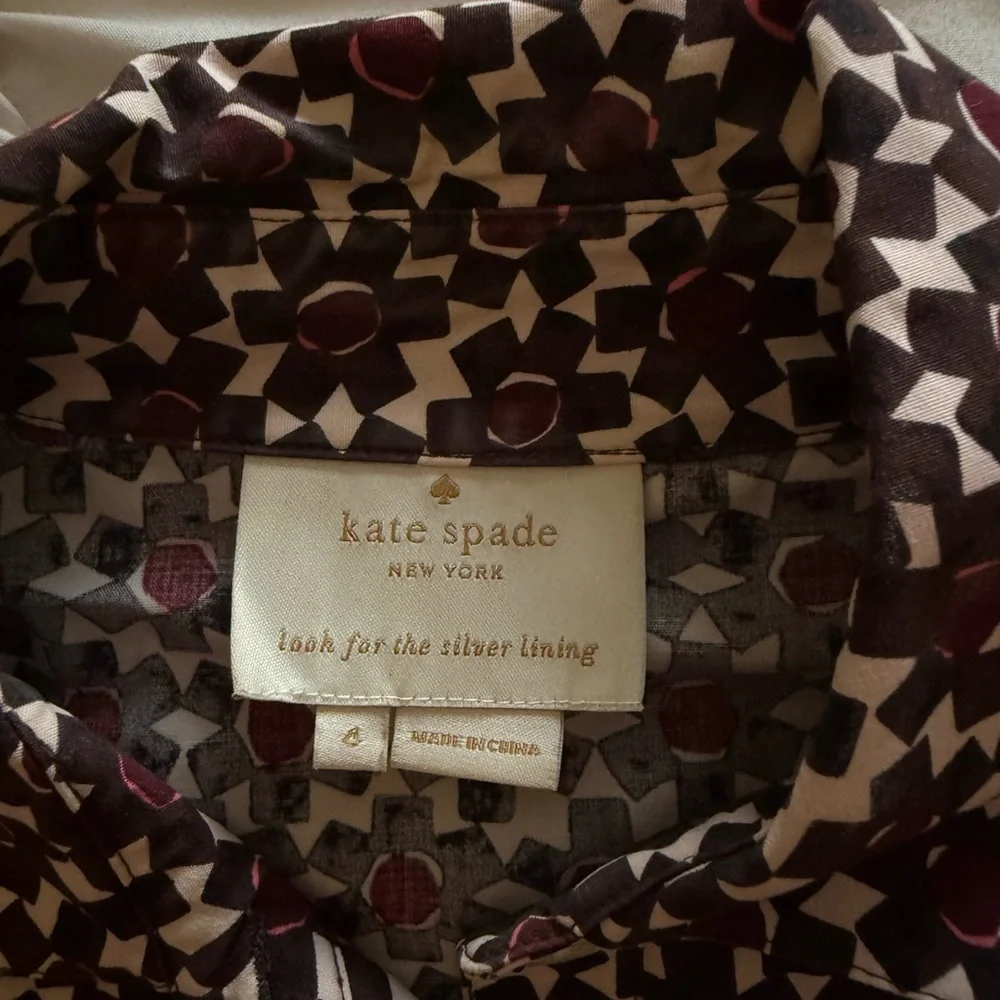 kate spade
NEW YORK
look for the silver lining
4
MADE IN CHINA